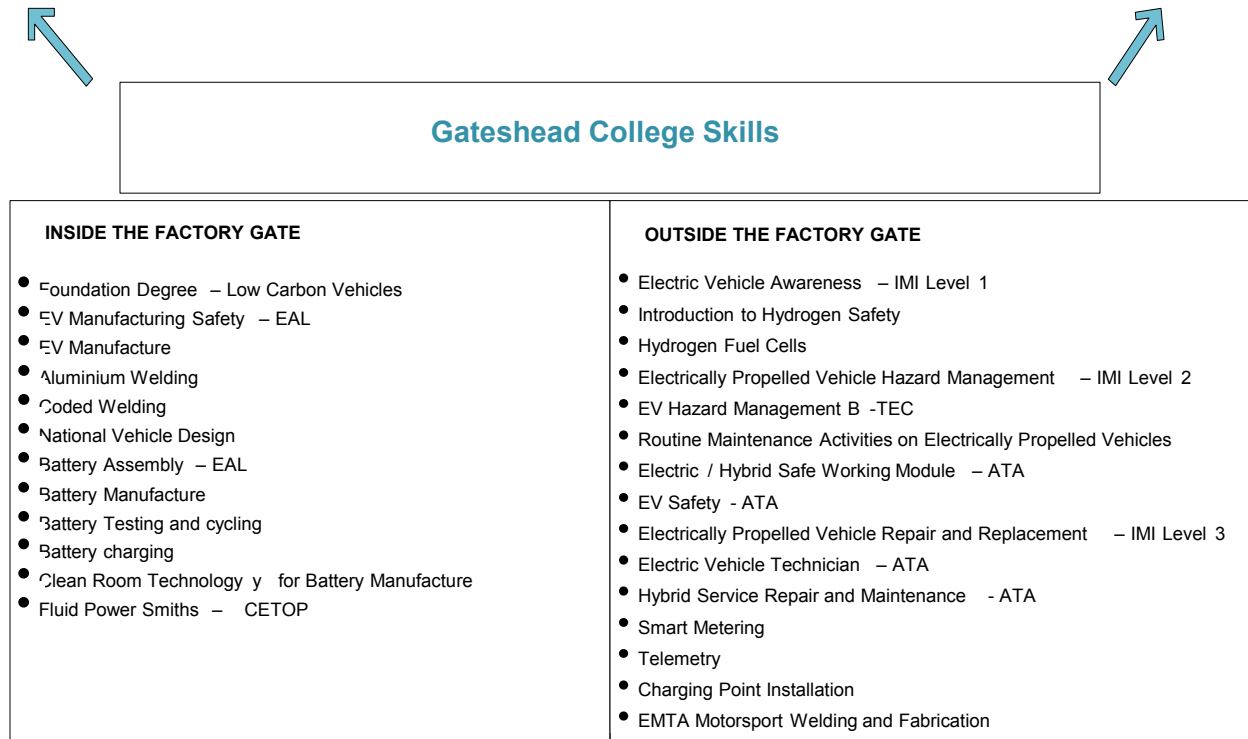 Gateshead College Skills
INSIDE THE FACTORY GATE
• Foundation Degree – Low Carbon Vehicles
• EV Manufacturing Safety – EAL
• EV Manufacture
• Aluminium Welding
• Coded Welding
• National Vehicle Design
• Battery Assembly – EAL
• Battery Manufacture
• Battery Testing and cycling
• Battery charging
• Clean Room Technology y for Battery Manufacture
• Fluid Power Smiths – CETOP
OUTSIDE THE FACTORY GATE
• Electric Vehicle Awareness – IMI Level 1
• Introduction to Hydrogen Safety
• Hydrogen Fuel Cells
• Electrically Propelled Vehicle Hazard Management – IMI Level 2
• EV Hazard Management B -TEC
• Routine Maintenance Activities on Electrically Propelled Vehicles
• Electric / Hybrid Safe Working Module – ATA
• EV Safety - ATA
• Electrically Propelled Vehicle Repair and Replacement – IMI Level 3
• Electric Vehicle Technician – ATA
• Hybrid Service Repair and Maintenance - ATA
• Smart Metering
• Telemetry
• Charging Point Installation
• EMTA Motorsport Welding and Fabrication